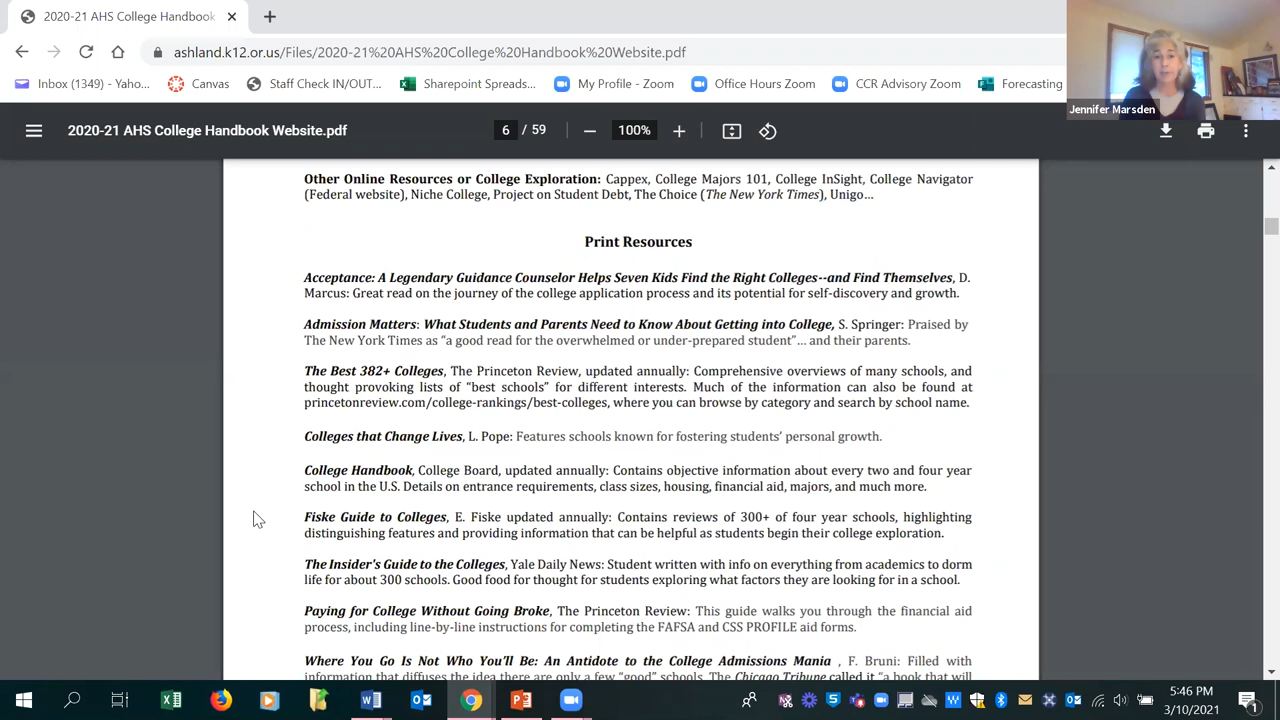 2020-21 AHS College Handbook
ashland.k12.or.us/Files/2020-21%20AHS%20College%20Handbook%20Website.pdf
Inbox (1349) - Yaho...
Canvas
Staff Check IN/OUT...
Sharepoint Spreads...
My Profile - Zoom
Office Hours Zoom
CCR Advisory Zoom
Forecasting
Jennifer Marsden
2020-21 AHS College Handbook Website.pdf
6 / 59
100%
Other Online Resources or College Exploration: Cappex, College Majors 101, College InSight, College Navigator
(Federal website), Niche College, Project on Student Debt, The Choice (The New York Times), Unigo…
Print Resources
Acceptance: A Legendary Guidance Counselor Helps Seven Kids Find the Right Colleges--and Find Themselves, D.
Marcus: Great read on the journey of the college application process and its potential for self-discovery and growth.
Admission Matters: What Students and Parents Need to Know About Getting into College, S. Springer: Praised by
The New York Times as “a good read for the overwhelmed or under-prepared student”… and their parents.
The Best 382+ Colleges, The Princeton Review, updated annually: Comprehensive overviews of many schools, and
thought provoking lists of “best schools” for different interests. Much of the information can also be found at
princetonreview.com/college-rankings/best-colleges, where you can browse by category and search by school name.
Colleges that Change Lives, L. Pope: Features schools known for fostering students’ personal growth.
College Handbook, College Board, updated annually: Contains objective information about every two and four year
school in the U.S. Details on entrance requirements, class sizes, housing, financial aid, majors, and much more.
Fiske Guide to Colleges, E. Fiske updated annually: Contains reviews of 300+ of four year schools, highlighting
distinguishing features and providing information that can be helpful as students begin their college exploration.
The Insider’s Guide to the Colleges, Yale Daily News: Student written with info on everything from academics to dorm
life for about 300 schools. Good food for thought for students exploring what factors they are looking for in a school.
Paying for College Without Going Broke, The Princeton Review: This guide walks you through the financial aid
process, including line-by-line instructions for completing the FAFSA and CSS PROFILE aid forms.
Where You Go Is Not Who You’ll Be: An Antidote to the College Admissions Mania , F. Bruni: Filled with
information that diffuses the idea there are only a few “good” schools. The Chicago Tribune called it “a book that will
5:46 PM
3/10/2021